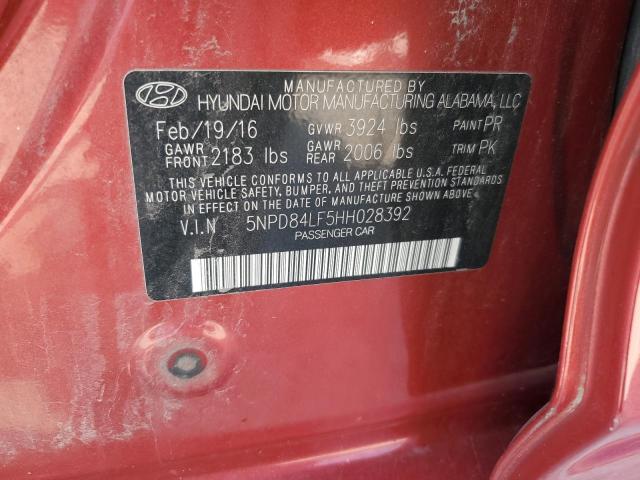 MANUFACTURED BY
HYUNDAI MOTOR MANUFACTURING ALABAMA, LLC
Feb/19/16 GVWR 3924 lbs PAINT PR
GAWR FRONT 2183 lbs GAWR REAR 2006 lbs TRIM PK
THIS VEHICLE CONFORMS TO ALL APPLICABLE U.S.A. FEDERAL
MOTOR VEHICLE SAFETY, BUMPER, AND THEFT PREVENTION
STANDARDS IN EFFECT ON THE DATE OF MANUFACTURE SHOWN ABOVE.
V.I.N 5NPD84LF5HH028392
PASSENGER CAR